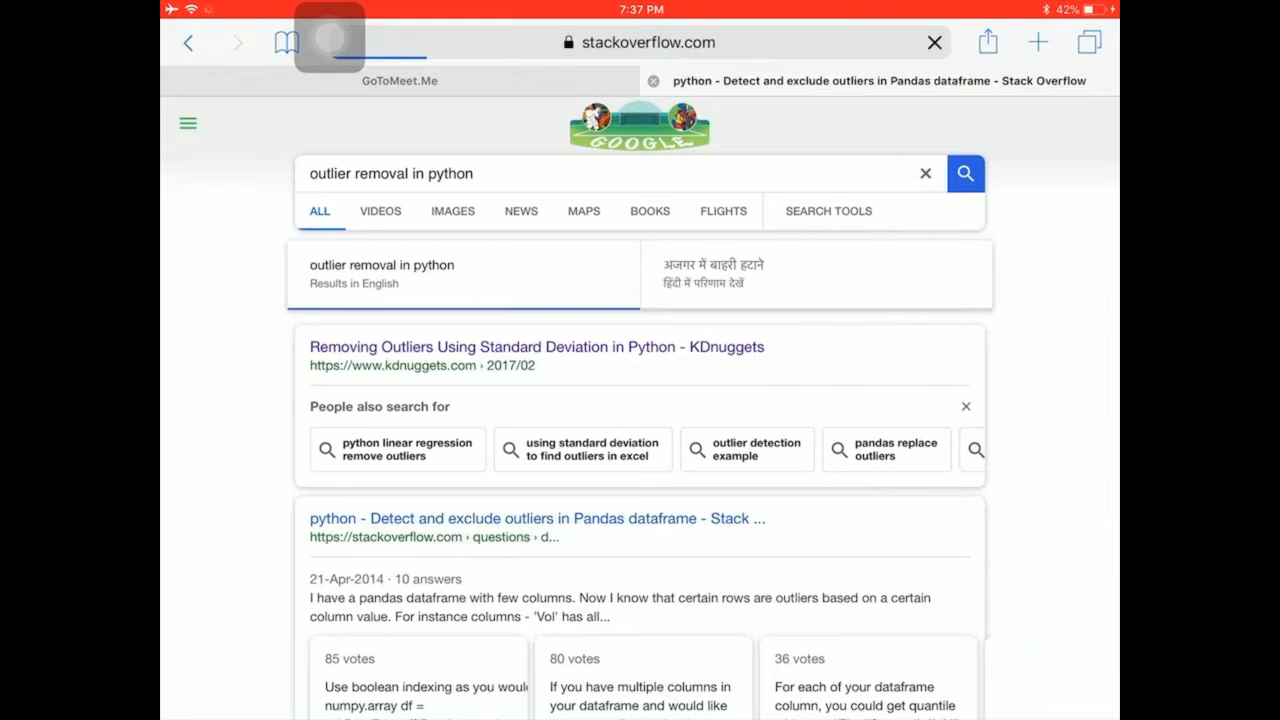 7:37 PM
42%
stackoverflow.com
GoToMeet.Me
python - Detect and exclude outliers in Pandas dataframe - Stack Overflow
GOOGLE
outlier removal in python
ALL VIDEOS IMAGES NEWS MAPS BOOKS FLIGHTS SEARCH TOOLS
outlier removal in python
Results in English
अजगर में बाहरी हटाने
हिंदी में परिणाम देखें
Removing Outliers Using Standard Deviation in Python - KDnuggets
https://www.kdnuggets.com › 2017/02
People also search for
python linear regression
remove outliers
using standard deviation
to find outliers in excel
outlier detection
example
pandas replace
outliers
python - Detect and exclude outliers in Pandas dataframe - Stack ...
https://stackoverflow.com › questions › d...
21-Apr-2014 · 10 answers
I have a pandas dataframe with few columns. Now I know that certain rows are outliers based on a certain
column value. For instance columns - 'Vol' has all...
85 votes
Use boolean indexing as you would
numpy.array df =
80 votes
If you have multiple columns in
your dataframe and would like
36 votes
For each of your dataframe
column, you could get quantile